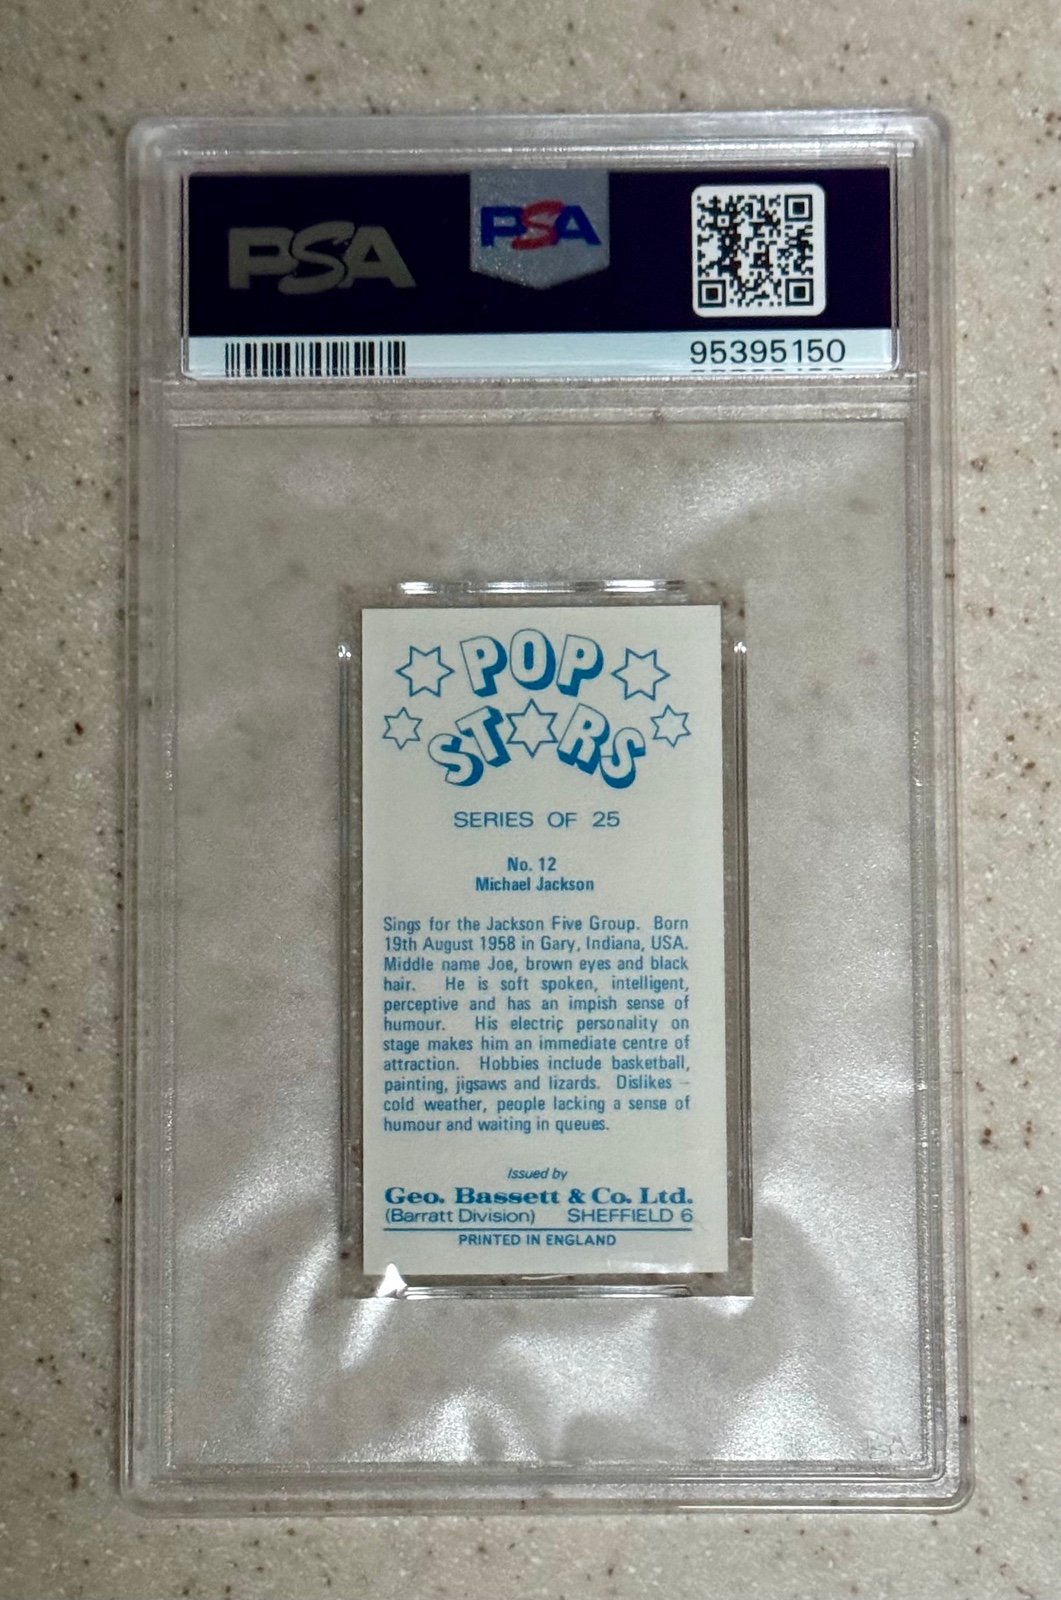 PSA
PSA
95395150
POP
STARS
SERIES OF 25
No. 12
Michael Jackson
Sings for the Jackson Five Group. Born
19th August 1958 in Gary, Indiana, USA.
Middle name Joe, brown eyes and black
hair. He is soft spoken, intelligent,
perceptive and has an impish sense of
humour. His electric personality on
stage makes him an immediate centre of
attraction. Hobbies include basketball,
painting, jigsaws and lizards. Dislikes –
cold weather, people lacking a sense of
humour and waiting in queues.
Issued by
Geo. Bassett & Co. Ltd.
(Barratt Division) SHEFFIELD 6
PRINTED IN ENGLAND
PSA